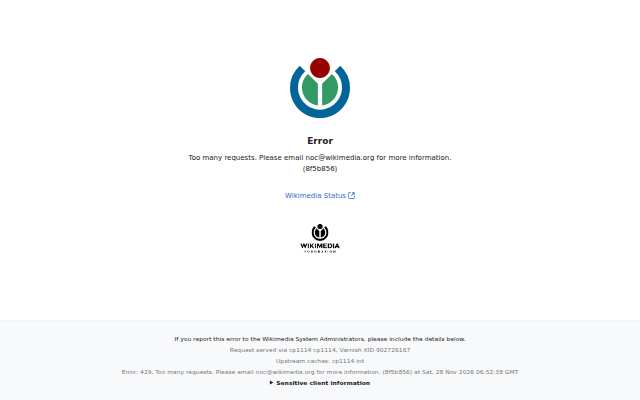 Error
Too many requests. Please email noc@wikimedia.org for more information.
(8f5b856)
Wikimedia Status
WIKIMEDIA
FOUNDATION
If you report this error to the Wikimedia System Administrators, please include the details below.
Request served via cp1114 cp1114, Varnish XID 902726167
Upstream caches: cp1114 int
Error: 429, Too many requests. Please email noc@wikimedia.org for more information. (8f5b856) at Sat, 28 Nov 2026 06:52:39 GMT
Sensitive client information